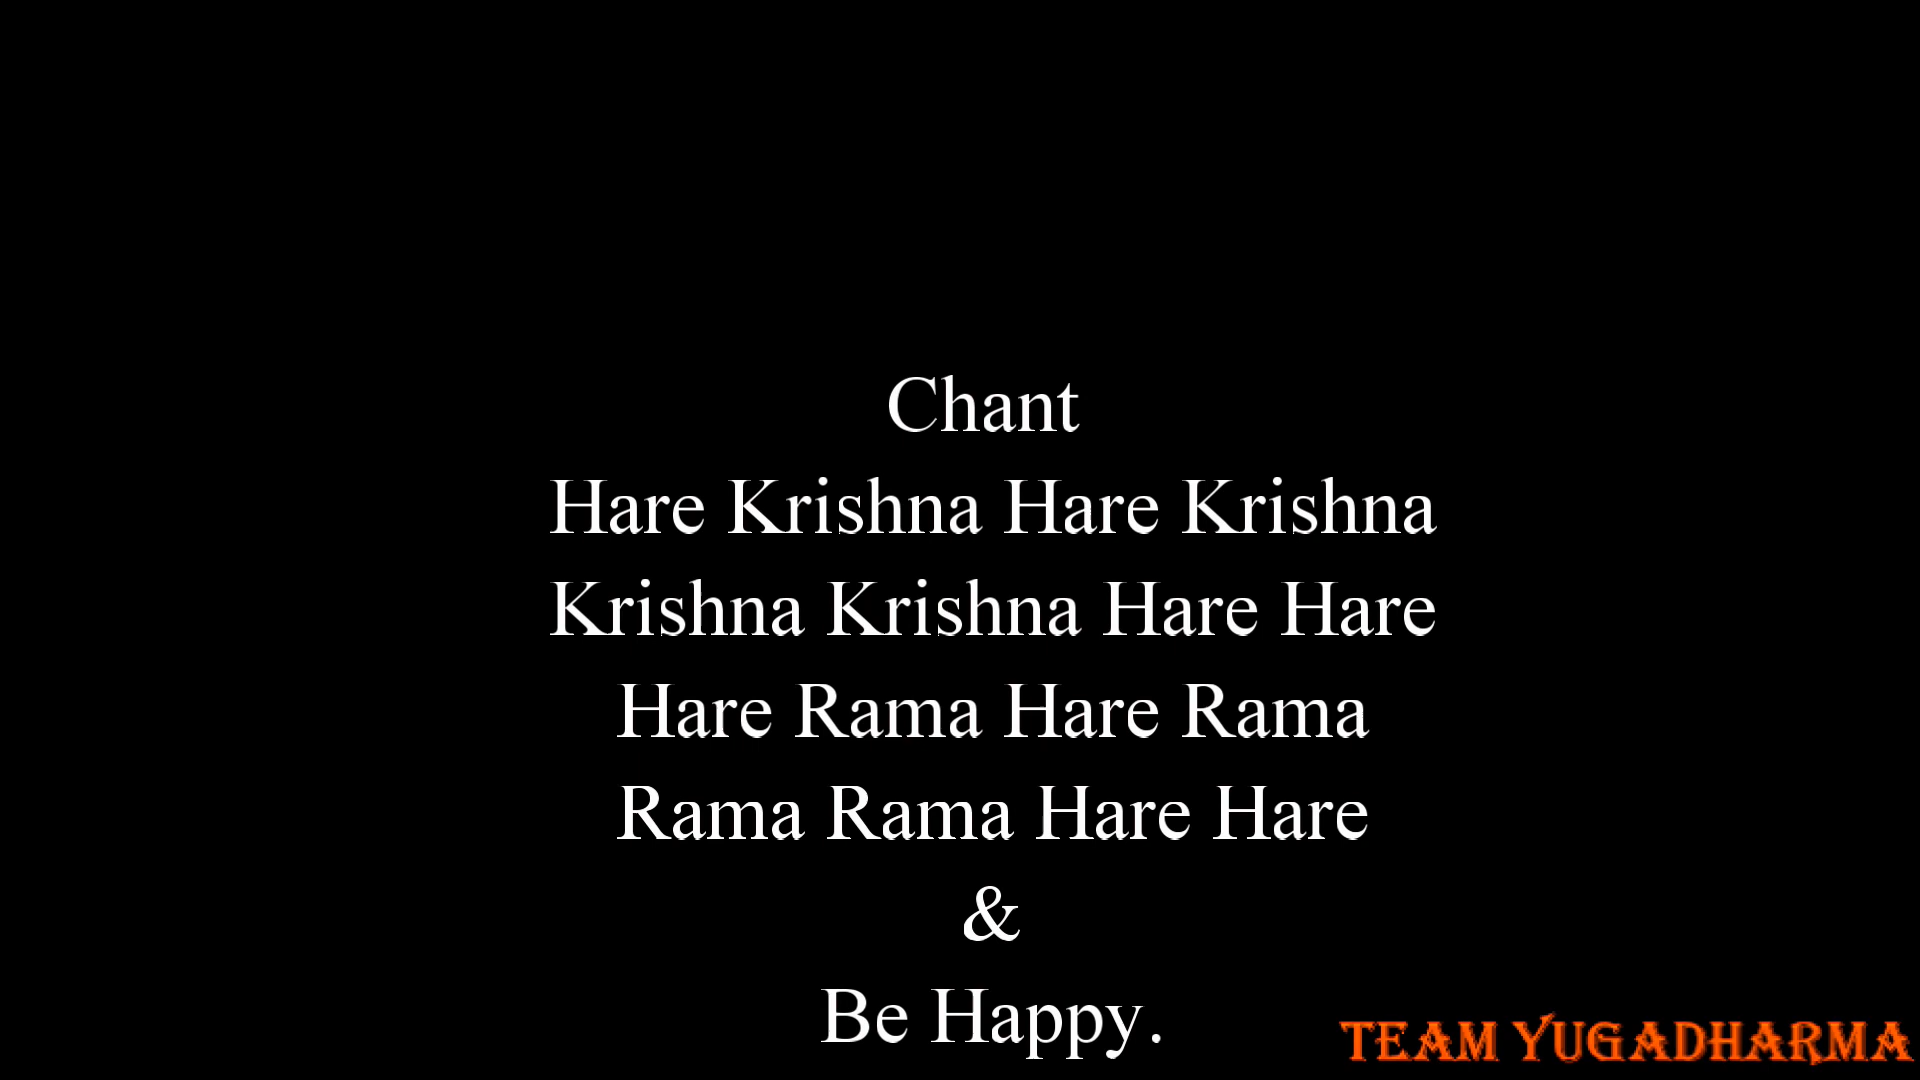 Chant
Hare Krishna Hare Krishna
Krishna Krishna Hare Hare
Hare Rama Hare Rama
Rama Rama Hare Hare
&
Be Happy.
TEAM YUGADHARMA